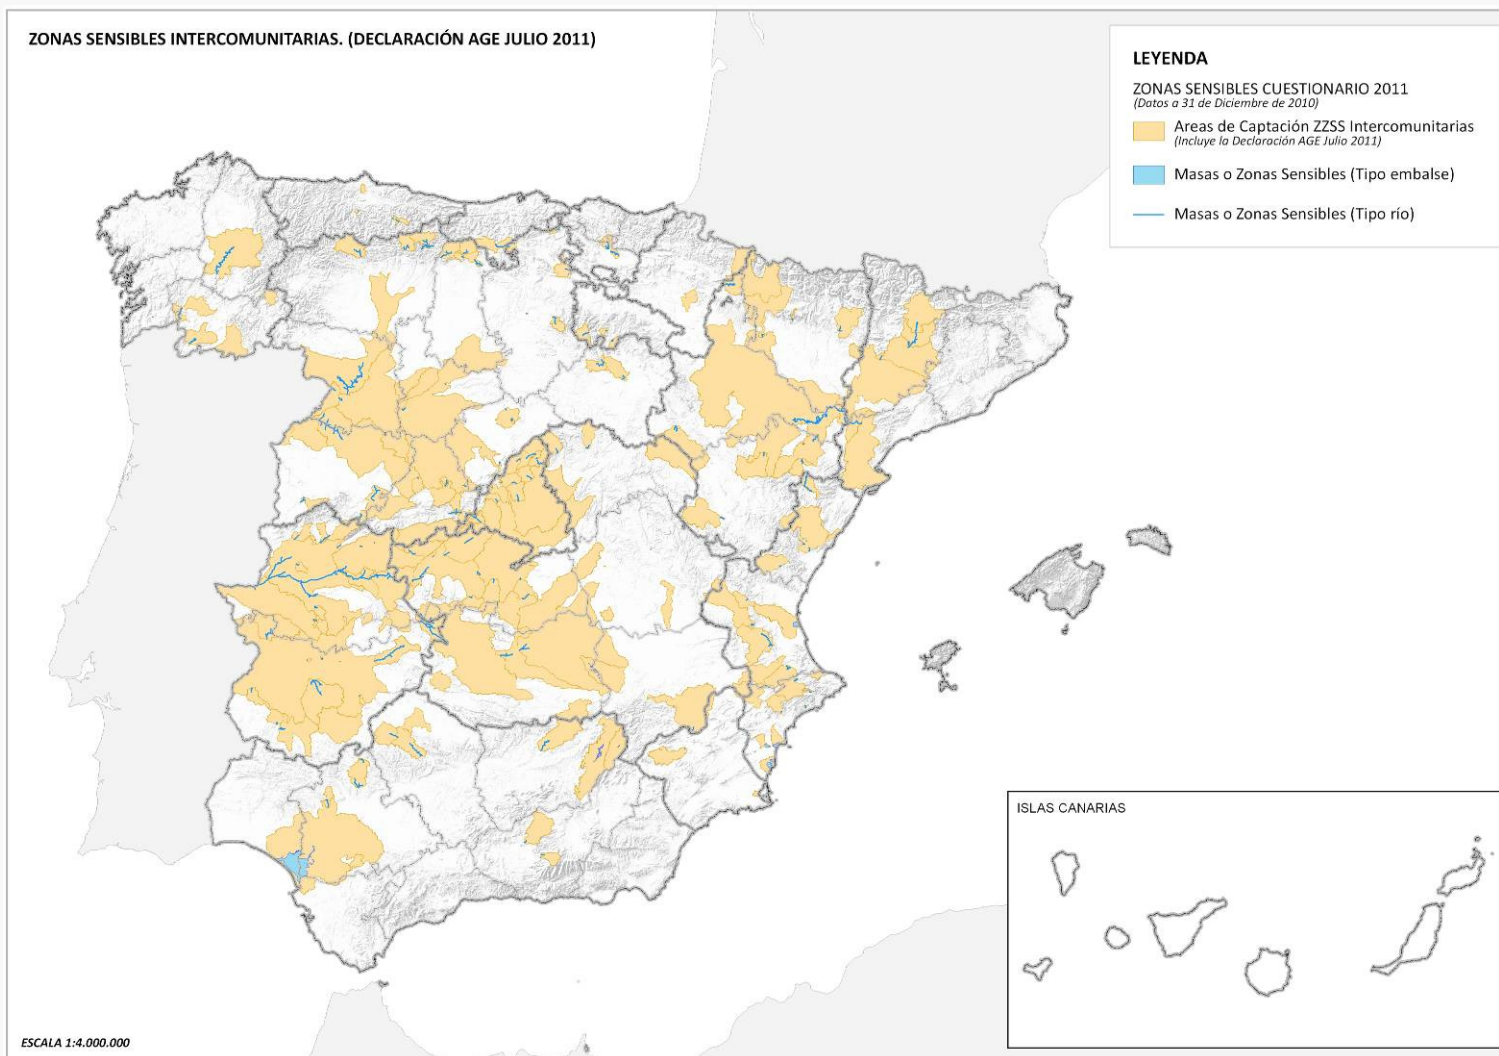 ZONAS SENSIBLES INTERCOMUNITARIAS. (DECLARACIÓN AGE JULIO 2011)
LEYENDA
ZONAS SENSIBLES CUESTIONARIO 2011
(Datos a 31 de Diciembre de 2010)
Areas de Captación ZZSS Intercomunitarias
(Incluye la Declaración AGE Julio 2011)
Masas o Zonas Sensibles (Tipo embalse)
Masas o Zonas Sensibles (Tipo río)
ISLAS CANARIAS
ESCALA 1:4.000.000